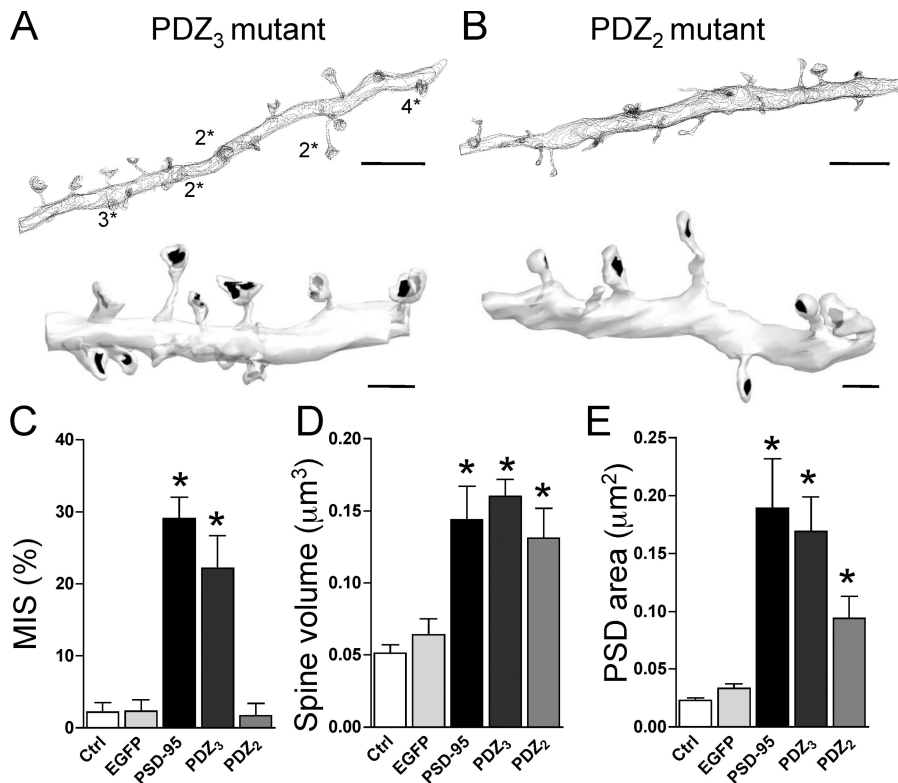 A PDZ3 mutant
B PDZ2 mutant
4*
2*
2*
2*
3*
C
MIS (%)
40
30
20
10
0
* *
Ctrl EGFP PSD-95 PDZ3 PDZ2
D
Spine volume (µm3)
0.20
0.15
0.10
0.05
0.00
* * *
Ctrl EGFP PSD-95 PDZ3 PDZ2
E
PSD area (µm2)
0.25
0.20
0.15
0.10
0.05
0.00
* * *
Ctrl EGFP PSD-95 PDZ3 PDZ2